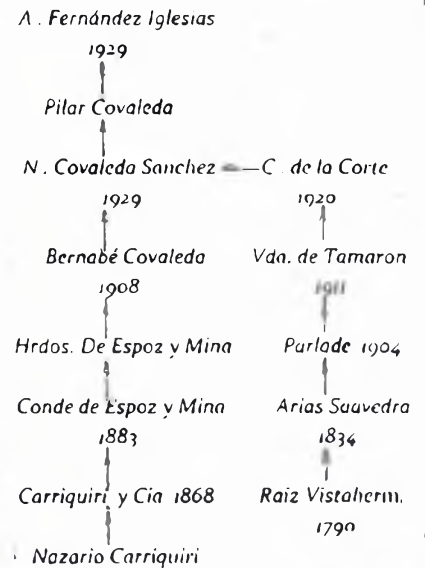 A. Fernández Iglesias
1929
Pilar Covaleda
N. Covaleda Sanchez — C. de la Corte
1929 1920
Bernabé Covaleda Vda. de Tamaron
1908 1911
Hrdos. De Espoz y Mina Parlade 1904
Conde de Espoz y Mina Arias Saavedra
1883 1834
Carriquiri y Cia 1868 Raiz Vistaherm.
1790
Nazario Carriquiri